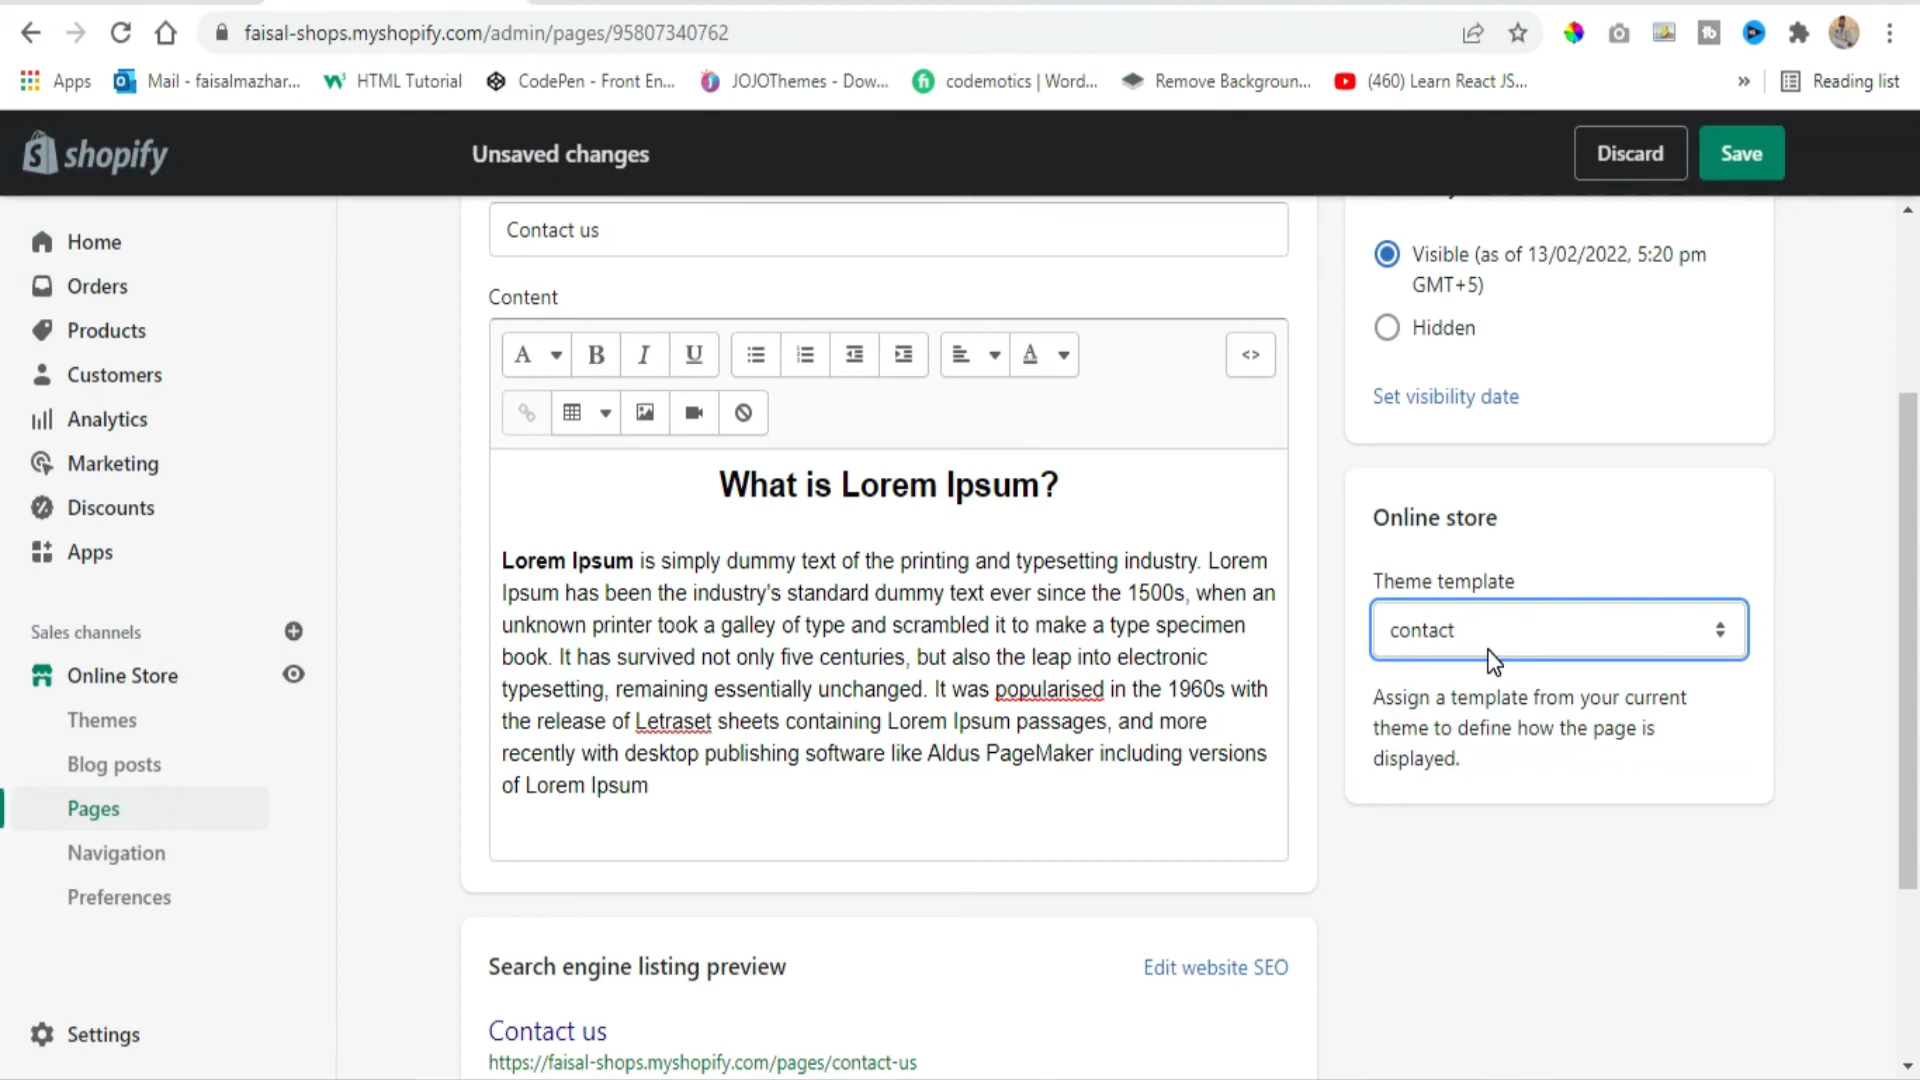 faisal-shops.myshopify.com/admin/pages/95807340762
Apps
Mail - faisalmazhar...
HTML Tutorial
CodePen - Front En...
JOJOThemes - Dow...
codemotics | Word...
Remove Backgroun...
(460) Learn React JS...
»
Reading list
shopify
Unsaved changes
Discard
Save
Home
Orders
Products
Customers
Analytics
Marketing
Discounts
Apps
Sales channels
Online Store
Themes
Blog posts
Pages
Navigation
Preferences
Settings
Contact us
Content
A
B
I
U
A
<>
What is Lorem Ipsum?
Lorem Ipsum is simply dummy text of the printing and typesetting industry. Lorem
Ipsum has been the industry's standard dummy text ever since the 1500s, when an
unknown printer took a galley of type and scrambled it to make a type specimen
book. It has survived not only five centuries, but also the leap into electronic
typesetting, remaining essentially unchanged. It was popularised in the 1960s with
the release of Letraset sheets containing Lorem Ipsum passages, and more
recently with desktop publishing software like Aldus PageMaker including versions
of Lorem Ipsum
Search engine listing preview
Edit website SEO
Contact us
https://faisal-shops.myshopify.com/pages/contact-us
Visible (as of 13/02/2022, 5:20 pm
GMT+5)
Hidden
Set visibility date
Online store
Theme template
contact
Assign a template from your current
theme to define how the page is
displayed.